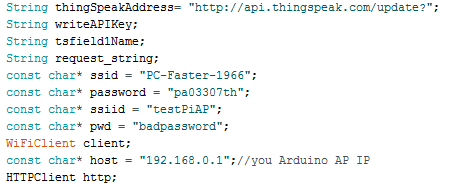 String thingSpeakAddress= "http://api.thingspeak.com/update?";
String writeAPIKey;
String tsfield1Name;
String request_string;
const char* ssid = "PC-Faster-1966";
const char* password = "pa03307th";
const char* ssiid = "testPiAP";
const char* pwd = "badpassword";
WiFiClient client;
const char* host = "192.168.0.1";//you Arduino AP IP
HTTPClient http;